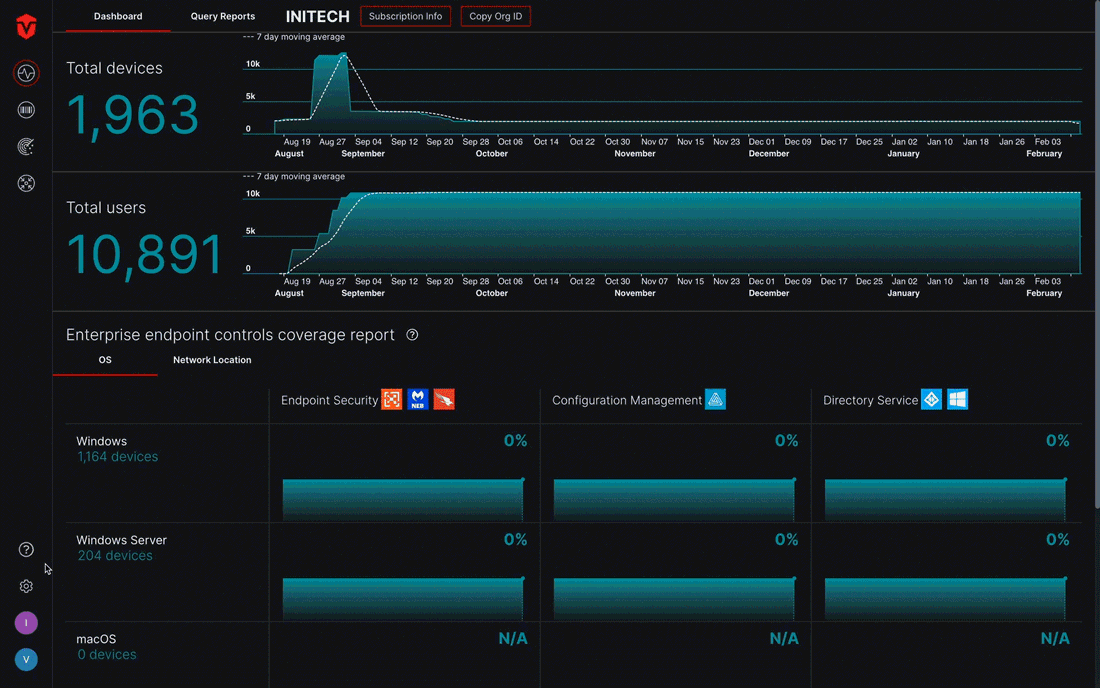 Dashboard
Query Reports
INITECH
Subscription Info
Copy Org ID
--- 7 day moving average
Total devices
1,963
10k
5k
0
Aug 19 Aug 27 Sep 04 Sep 12 Sep 20 Sep 28 Oct 06 Oct 14 Oct 22 Oct 30 Nov 07 Nov 15 Nov 23 Dec 01 Dec 09 Dec 17 Dec 25 Jan 02 Jan 10 Jan 18 Jan 26 Feb 03
August September October November December January February
--- 7 day moving average
Total users
10,891
10k
5k
0
Aug 19 Aug 27 Sep 04 Sep 12 Sep 20 Sep 28 Oct 06 Oct 14 Oct 22 Oct 30 Nov 07 Nov 15 Nov 23 Dec 01 Dec 09 Dec 17 Dec 25 Jan 02 Jan 10 Jan 18 Jan 26 Feb 03
August September October November December January February
Enterprise endpoint controls coverage report ?
OS
Network Location
Endpoint Security NEB
Configuration Management
Directory Service
Windows
1,164 devices
0%
0%
0%
Windows Server
204 devices
0%
0%
0%
macOS
0 devices
N/A
N/A
N/A
?
I
V